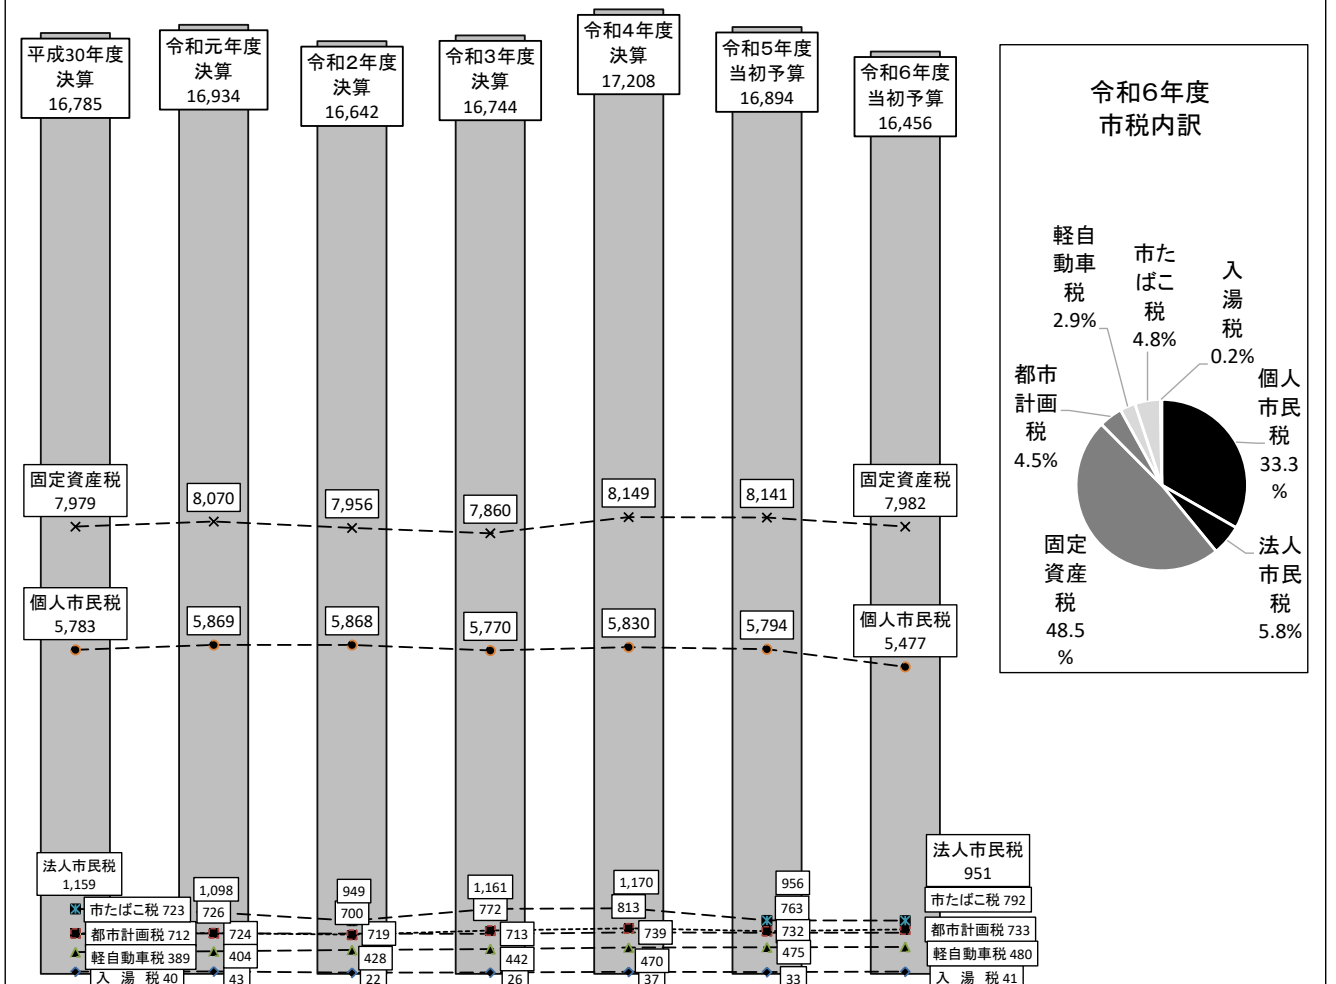 平成30年度
決算
16,785
令和元年度
決算
16,934
令和2年度
決算
16,642
令和3年度
決算
16,744
令和4年度
決算
17,208
令和5年度
当初予算
16,894
令和6年度
当初予算
16,456
固定資産税
7,979
8,070
7,956
7,860
8,149
8,141
固定資産税
7,982
個人市民税
5,783
5,869
5,868
5,770
5,830
5,794
個人市民税
5,477
法人市民税
1,159
1,098
949
1,161
1,170
956
法人市民税
951
市たばこ税 723
726
700
772
813
763
市たばこ税 792
都市計画税 712
724
719
713
739
732
都市計画税 733
軽自動車税 389
404
428
442
470
475
軽自動車税 480
入 湯 税 40
43
22
26
37
33
入 湯 税 41
令和6年度
市税内訳
軽自
動車
税
2.9%
市た
ばこ
税
4.8%
入
湯
税
0.2%
都市
計画
税
4.5%
個人
市民
税
33.3
%
固定
資産
税
48.5
%
法人
市民
税
5.8%